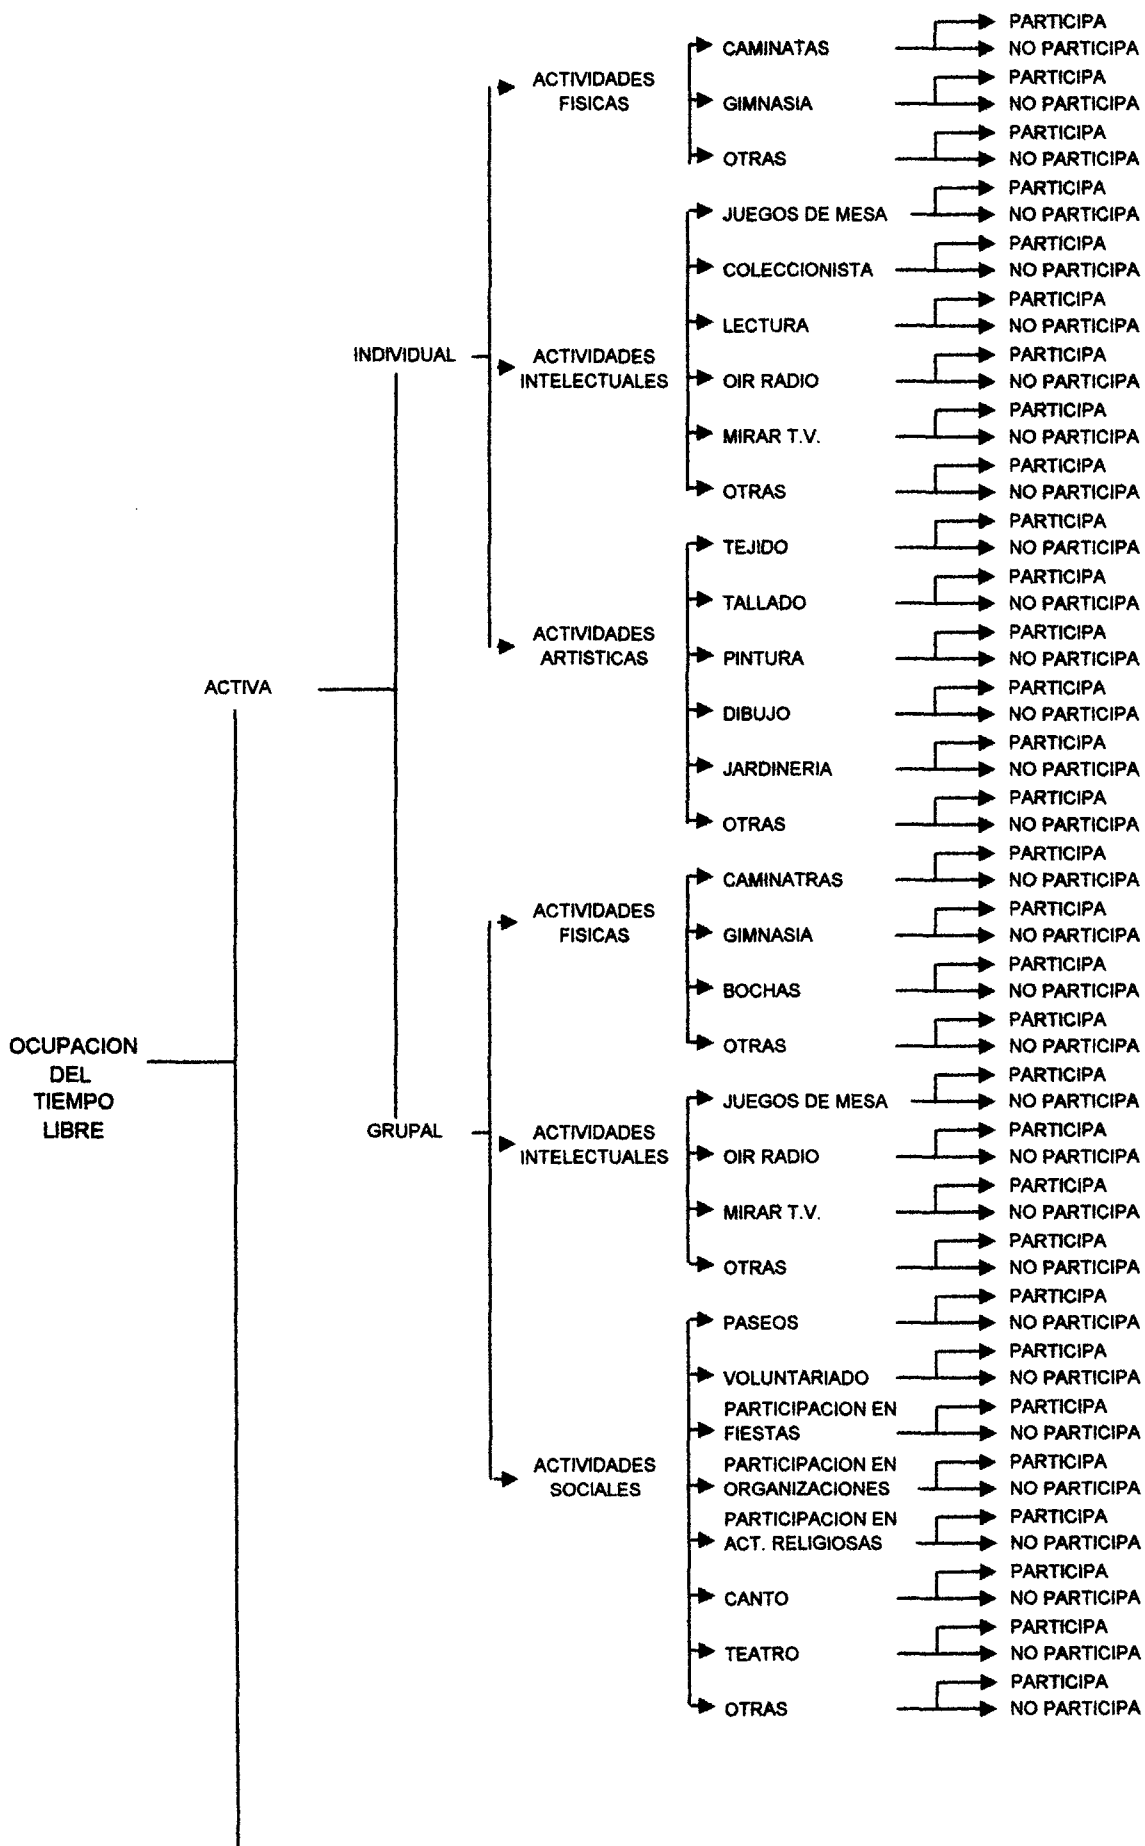 PARTICIPA
CAMINATAS
NO PARTICIPA
ACTIVIDADES
FISICAS
PARTICIPA
GIMNASIA
NO PARTICIPA
PARTICIPA
OTRAS
NO PARTICIPA
PARTICIPA
JUEGOS DE MESA
NO PARTICIPA
PARTICIPA
COLECCIONISTA
NO PARTICIPA
PARTICIPA
LECTURA
NO PARTICIPA
INDIVIDUAL
ACTIVIDADES
INTELECTUALES
PARTICIPA
OIR RADIO
NO PARTICIPA
PARTICIPA
MIRAR T.V.
NO PARTICIPA
PARTICIPA
OTRAS
NO PARTICIPA
PARTICIPA
TEJIDO
NO PARTICIPA
PARTICIPA
TALLADO
NO PARTICIPA
ACTIVIDADES
ARTISTICAS
PARTICIPA
PINTURA
NO PARTICIPA
ACTIVA
PARTICIPA
DIBUJO
NO PARTICIPA
PARTICIPA
JARDINERIA
NO PARTICIPA
PARTICIPA
OTRAS
NO PARTICIPA
PARTICIPA
CAMINATRAS
NO PARTICIPA
ACTIVIDADES
FISICAS
PARTICIPA
GIMNASIA
NO PARTICIPA
PARTICIPA
BOCHAS
NO PARTICIPA
PARTICIPA
OTRAS
NO PARTICIPA
OCUPACION
DEL
TIEMPO
LIBRE
PARTICIPA
JUEGOS DE MESA
NO PARTICIPA
GRUPAL
ACTIVIDADES
INTELECTUALES
PARTICIPA
OIR RADIO
NO PARTICIPA
PARTICIPA
MIRAR T.V.
NO PARTICIPA
PARTICIPA
OTRAS
NO PARTICIPA
PARTICIPA
PASEOS
NO PARTICIPA
PARTICIPA
VOLUNTARIADO
NO PARTICIPA
PARTICIPACION EN
FIESTAS
PARTICIPA
NO PARTICIPA
ACTIVIDADES
SOCIALES
PARTICIPACION EN
ORGANIZACIONES
PARTICIPA
NO PARTICIPA
PARTICIPACION EN
ACT. RELIGIOSAS
PARTICIPA
NO PARTICIPA
PARTICIPA
CANTO
NO PARTICIPA
PARTICIPA
TEATRO
NO PARTICIPA
PARTICIPA
OTRAS
NO PARTICIPA